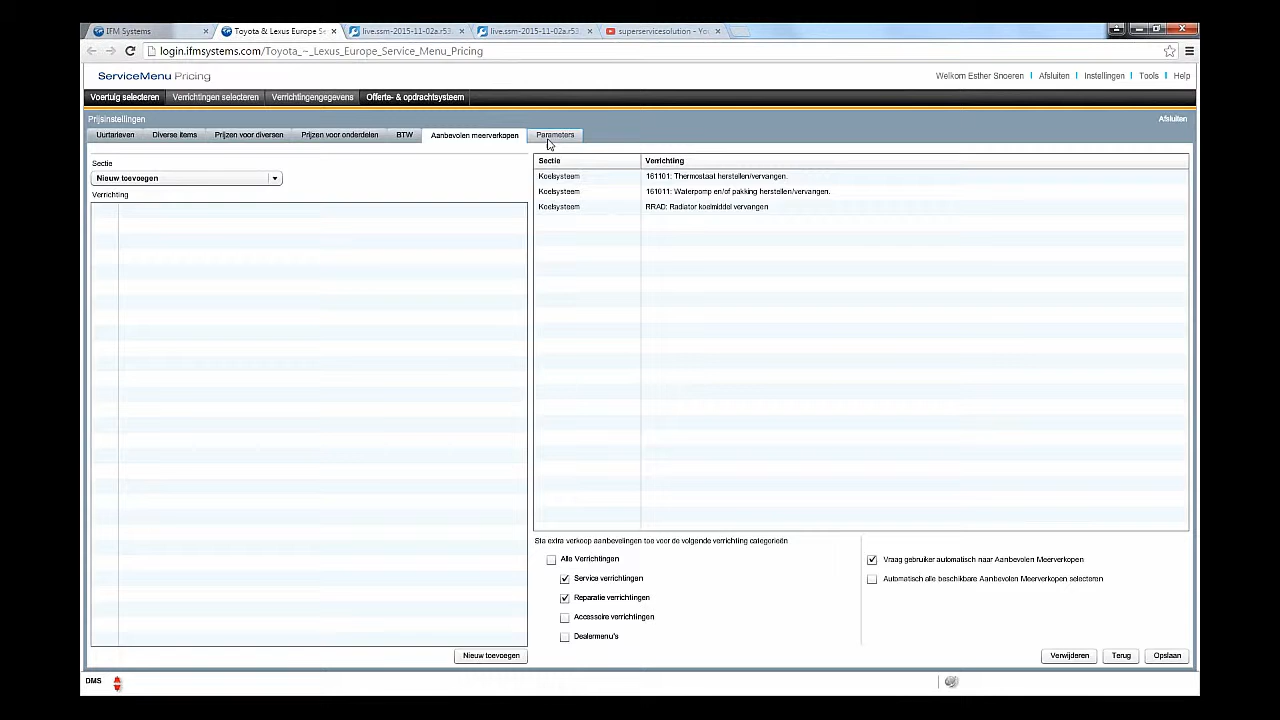 IFM Systems
Toyota & Lexus Europe Se
live.ssm-2015-11-02a.r53
live.ssm-2015-11-02a.r53
superservicesolution - Yo
login.ifmsystems.com/Toyota_~_Lexus_Europe_Service_Menu_Pricing
ServiceMenu Pricing
Welkom Esther Snoeren
Afsluiten
Instellingen
Tools
Help
Voertuig selecteren
Verrichtingen selecteren
Verrichtingengegevens
Offerte- & opdrachtsysteem
Prijsinstellingen
Afsluiten
Uurtarieven
Diverse items
Prijzen voor diversen
Prijzen voor onderdelen
BTW
Aanbevolen meerverkopen
Parameters
Sectie
Nieuw toevoegen
Verrichting
Sectie Verrichting
Koelsysteem 161101: Thermostaat herstellen/vervangen.
Koelsysteem 161011: Waterpomp en/of pakking herstellen/vervangen.
Koelsysteem RRAD: Radiator koelmiddel vervangen
Sta extra verkoop aanbevelingen toe voor de volgende verrichting categorieën
Alle Verrichtingen
Service verrichtingen
Reparatie verrichtingen
Accessoire verrichtingen
Dealermenu's
Vraag gebruiker automatisch naar Aanbevolen Meerverkopen
Automatisch alle beschikbare Aanbevolen Meerverkopen selecteren
Nieuw toevoegen
Verwijderen
Terug
Opslaan
DMS